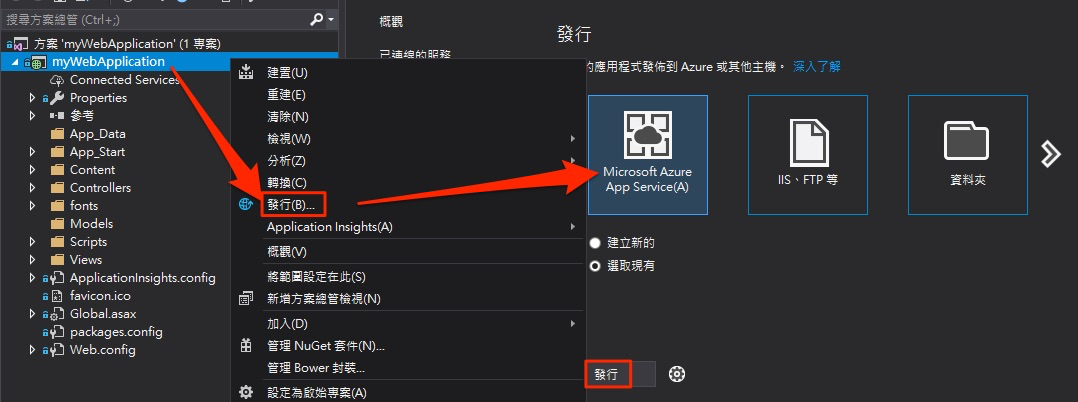 搜尋方案總管 (Ctrl+;)
方案 'myWebApplication' (1 專案)
myWebApplication
Connected Services
Properties
參考
App_Data
App_Start
Content
Controllers
fonts
Models
Scripts
Views
ApplicationInsights.config
favicon.ico
Global.asax
packages.config
Web.config
建置(U)
重建(E)
清除(N)
檢視(W)
分析(Z)
轉換(C)
發行(B)...
Application Insights(A)
概觀(V)
將範圍設定在此(S)
新增方案總管檢視(N)
加入(D)
管理 NuGet 套件(N)...
管理 Bower 封裝...
設定為啟始專案(A)
概觀
已連線的服務
發行
的應用程式發佈到 Azure 或其他主機。 深入了解
Microsoft Azure
App Service(A)
IIS、FTP 等
資料夾
建立新的
選取現有
發行